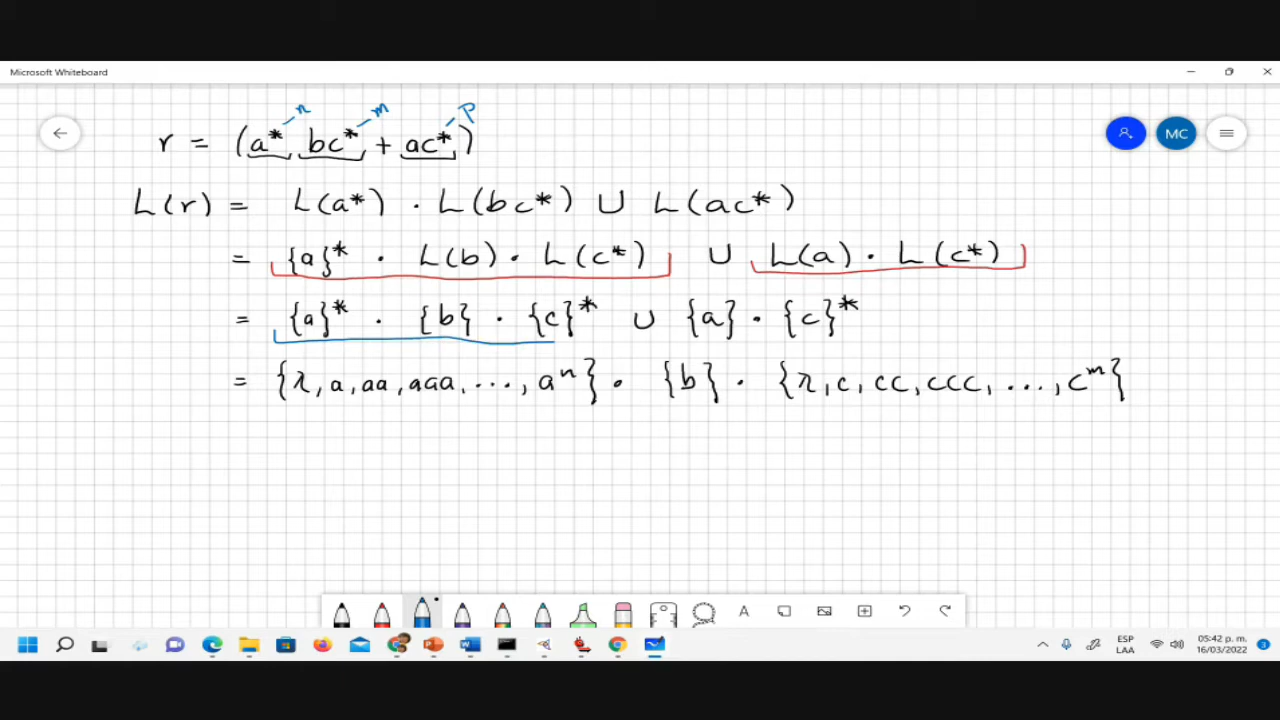 Microsoft Whiteboard
n m p
r = (a* bc* + ac*)
MC
L(r) = L(a*) · L(bc*) ∪ L(ac*)
= {a}* · L(b) · L(c*) ∪ L(a) · L(c*)
= {a}* · {b} · {c}* ∪ {a} · {c}*
= {λ, a, aa, aaa, ..., aⁿ} · {b} · {λ, c, cc, ccc, ..., cᵐ}
A
ESP
LAA
05:42 p. m.
16/03/2022
3